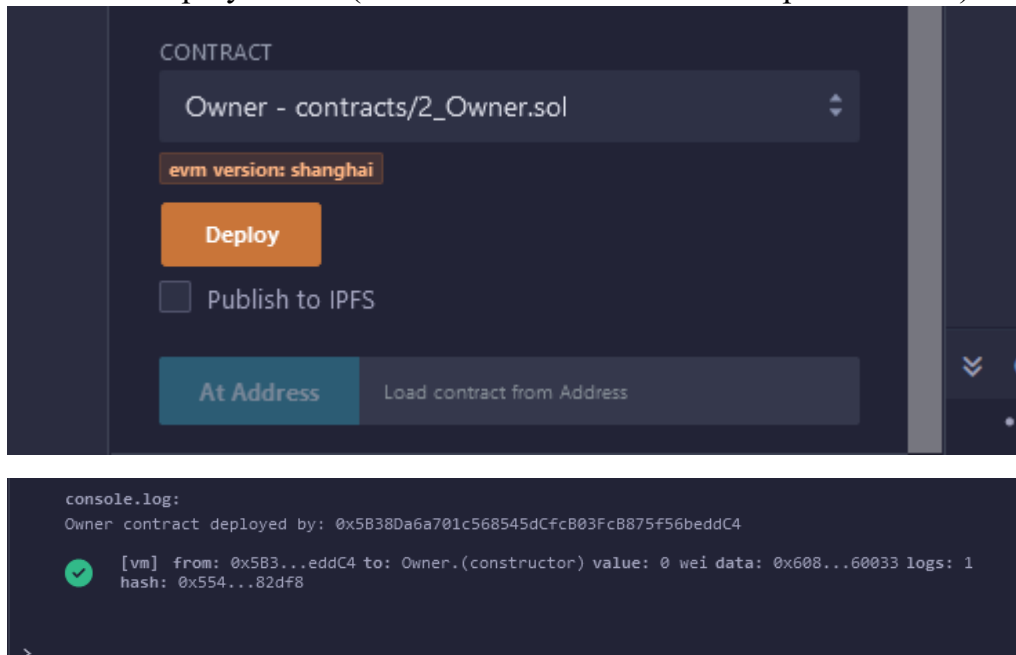 CONTRACT
Owner - contracts/2_Owner.sol
evm version: shanghai
Deploy
Publish to IPFS
At Address
Load contract from Address
console.log:
Owner contract deployed by: 0x5B38Da6a701c568545dCfcB03FcB875f56beddC4
[vm] from: 0x5B3...eddC4 to: Owner.(constructor) value: 0 wei data: 0x608...60033 logs: 1
hash: 0x554...82df8
>